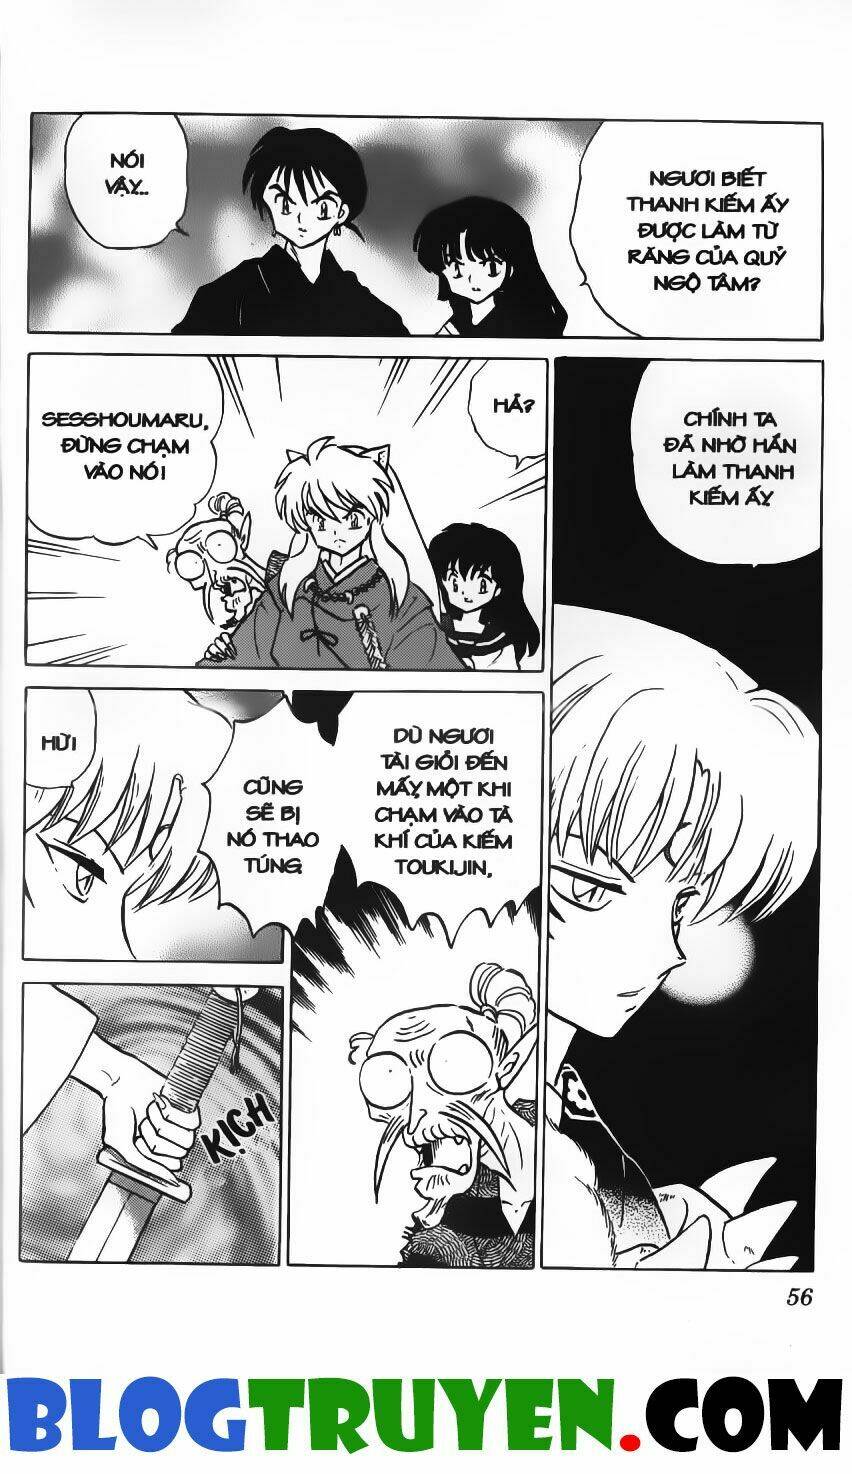 NGƯƠI BIẾT
THANH KIẾM ẤY
ĐƯỢC LÀM TỪ
RĂNG CỦA QUỶ
NGỘ TÂM?
NÓI
VẬY...
CHÍNH TA
ĐÃ NHỜ HẮN
LÀM THANH
KIẾM ẤY.
HẢ?
SESSHOUMARU,
ĐỪNG CHẠM
VÀO NÓ!
DÙ NGƯƠI
TÀI GIỎI ĐẾN
MẤY, MỘT KHI
CHẠM VÀO TÀ
KHÍ CỦA KIẾM
TOUKIJIN,
CŨNG
SẼ BỊ
NÓ THAO
TÚNG.
HỪ!
KỊCH
56
BLOGTRUYEN.COM